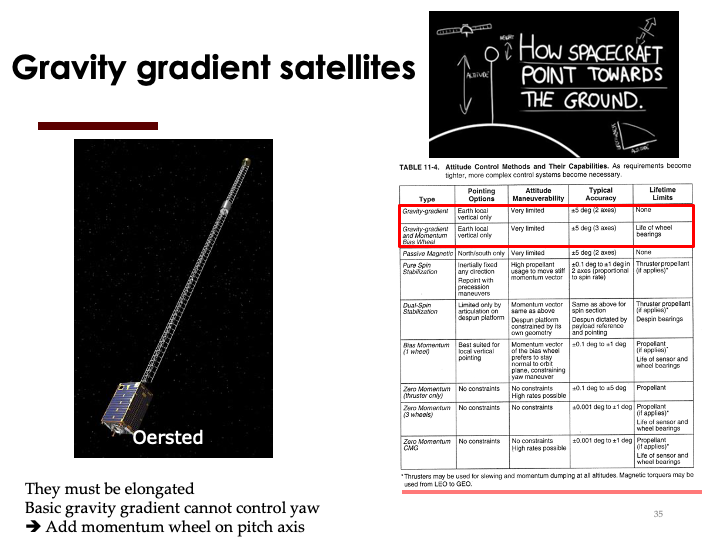 Gravity gradient satellites
ALTITUDE
HOW SPACECRAFT
POINT TOWARDS
THE GROUND.
ALTITUDE
Oersted
They must be elongated
Basic gravity gradient cannot control yaw
➔ Add momentum wheel on pitch axis
TABLE 11-4. Attitude Control Methods and Their Capabilities. As requirements become
tighter, more complex control systems become necessary.
Type | Pointing Options | Attitude Maneuverability | Typical Accuracy | Lifetime Limits
Gravity-gradient | Earth local vertical only | Very limited | ±5 deg (2 axes) | None
Gravity-gradient and Momentum Bias Wheel | Earth local vertical only | Very limited | ±5 deg (3 axes) | Life of wheel bearings
Passive Magnetic | North/south only | Very limited | ±5 deg (2 axes) | None
Pure Spin Stabilization | Inertially fixed any direction Repoint with precession maneuvers | High propellant usage to move stiff momentum vector | ±0.1 deg to ±1 deg in 2 axes (proportional to spin rate) | Thruster propellant (if applies)*
Dual-Spin Stabilization | Limited only by articulation on despun platform | Momentum vector same as above Despun platform constrained by its own geometry | Same as above for spin section Despun dictated by payload reference and pointing | Thruster propellant (if applies)* Despin bearings
Bias Momentum (1 wheel) | Best suited for local vertical pointing | Momentum vector of the bias wheel prefers to stay normal to orbit plane, constraining yaw maneuver | ±0.1 deg to ±1 deg | Propellant (if applies)* Life of sensor and wheel bearings
Zero Momentum (thruster only) | No constraints | No constraints High rates possible | ±0.1 deg to ±5 deg | Propellant
Zero Momentum (3 wheels) | No constraints | No constraints | ±0.001 deg to ±1 deg | Propellant (if applies)* Life of sensor and wheel bearings
Zero Momentum CMG | No constraints | No constraints High rates possible | ±0.001 deg to ±1 deg | Propellant (if applies)* Life of sensor and wheel bearings
*Thrusters may be used for slewing and momentum dumping at all altitudes. Magnetic torquers may be
used from LEO to GEO.
35